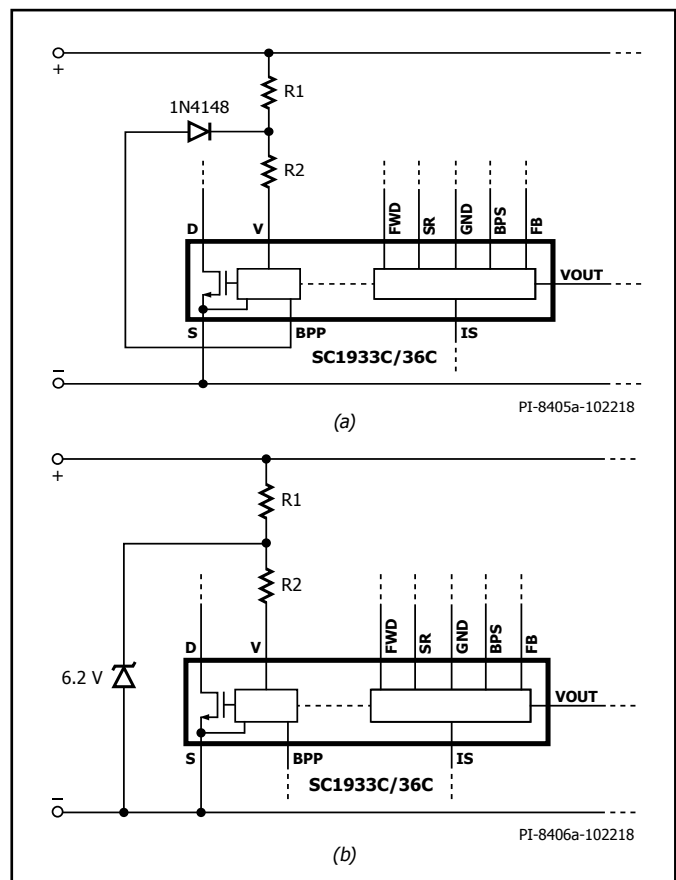 +
R1
1N4148
R2
D
V
FWD
SR
GND
BPS
FB
VOUT
S
BPP
IS
SC1933C/36C
–
PI-8405a-102218
(a)
+
R1
R2
D
V
FWD
SR
GND
BPS
FB
6.2 V
VOUT
S
BPP
IS
SC1933C/36C
–
PI-8406a-102218
(b)